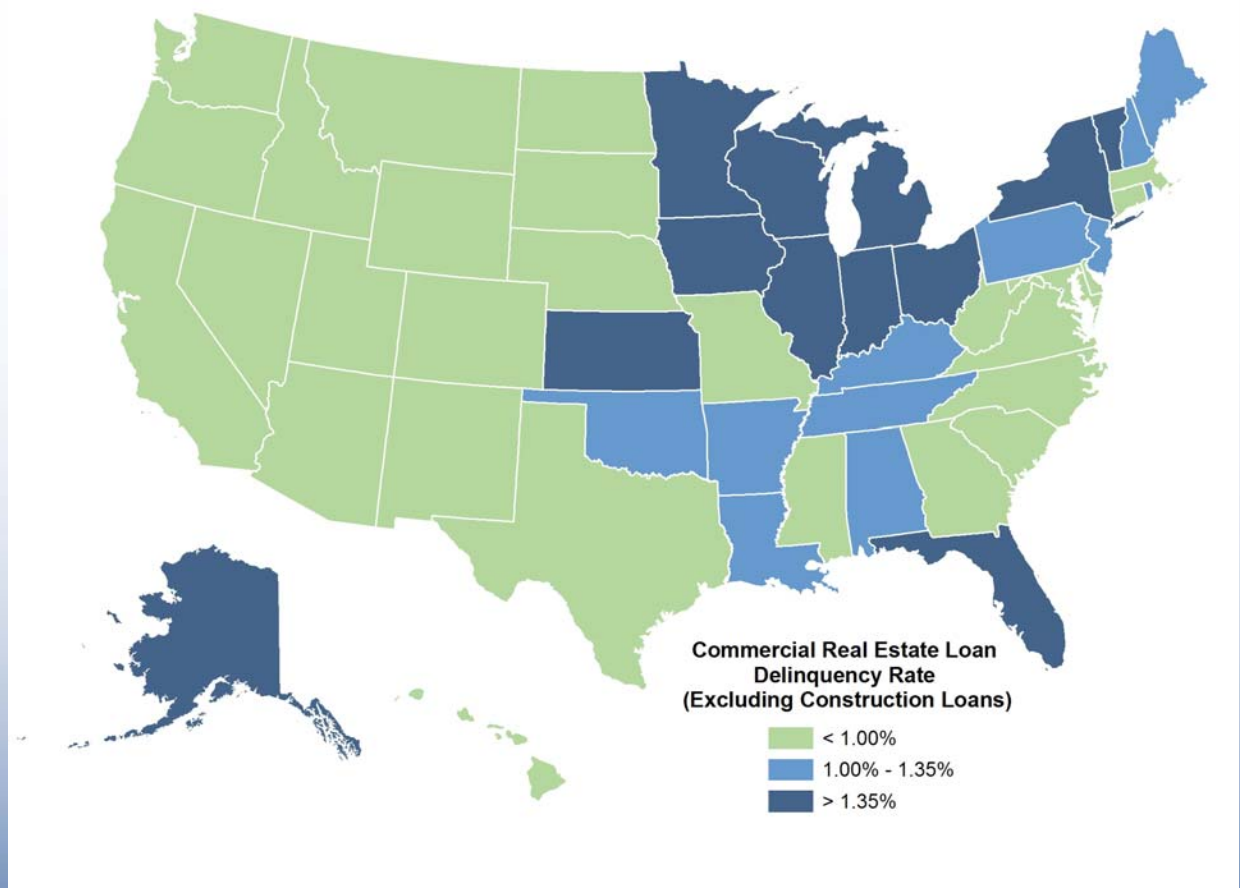 Commercial Real Estate Loan
Delinquency Rate
(Excluding Construction Loans)
< 1.00%
1.00% - 1.35%
> 1.35%